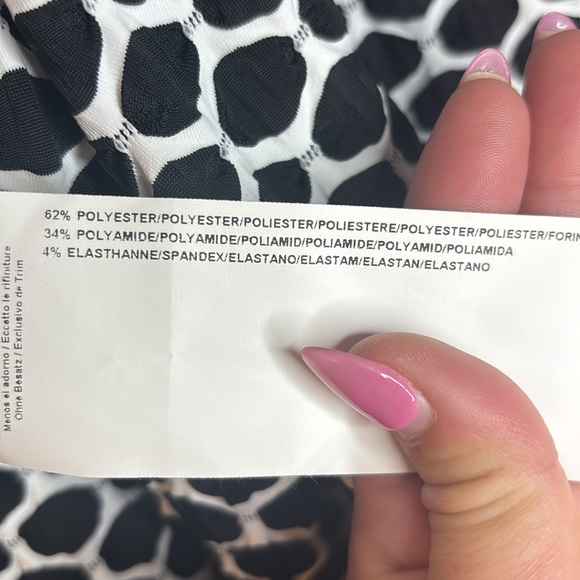 62% POLYESTER/POLYESTER/POLIESTER/POLIESTERE/POLYESTER/POLIESTER/FORIN
34% POLYAMIDE/POLYAMIDE/POLIAMID/POLIAMIDE/POLYAMID/POLIAMIDA
4% ELASTHANNE/SPANDEX/ELASTANO/ELASTAM/ELASTAN/ELASTANO
Menos el adorno / Eccetto le rifiniture
Ohne Besatz / Exclusivo de Trim